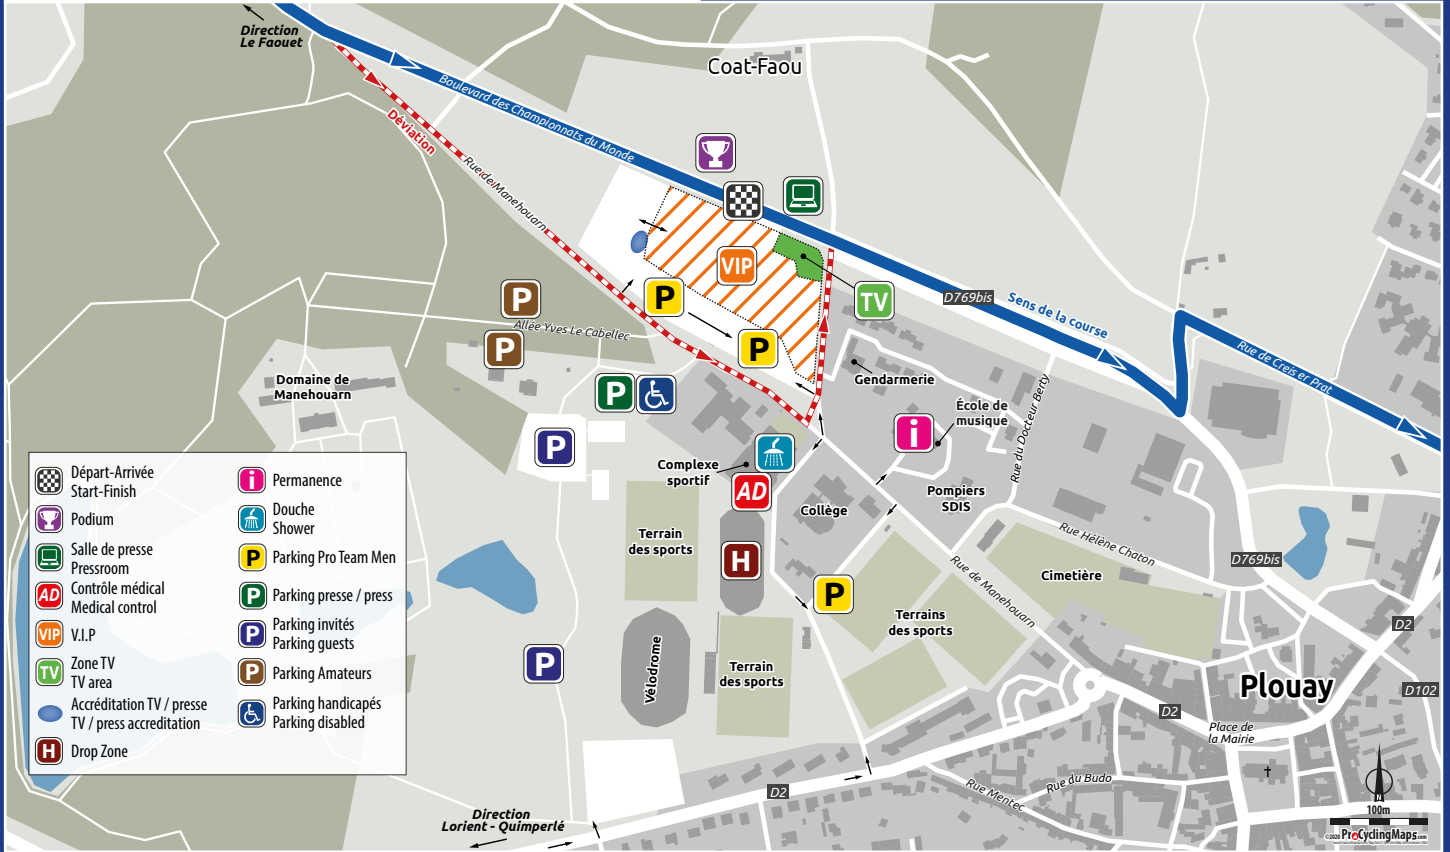 Direction
Le Faouet
Coat-Faou
Boulevard des Championnats du Monde
Déviation
Rue de Manehouarn
VIP
TV
D769bis
Sens de la course
Rue de Creis er Prat
P
P
P
P
Allée Yves Le Cabellec
Gendarmerie
École de
musique
Rue du Docteur Berty
Domaine de
Manehouarn
P
P
i
Complexe
sportif
AD
Collège
Pompiers
SDIS
Terrain
des sports
H
Rue Hélène Chaton
Rue de Manehouarn
Cimetière
D769bis
P
Terrains
des sports
D2
Vélodrome
Terrain
des sports
P
Plouay
D102
D2
Place de
la Mairie
D2
Rue du Budo
Rue Mentec
Direction
Lorient - Quimperlé
Départ-Arrivée
Start-Finish
Podium
Salle de presse
Pressroom
AD
Contrôle médical
Medical control
VIP
V.I.P
TV
Zone TV
TV area
Accréditation TV / presse
TV / press accreditation
H
Drop Zone
i
Permanence
Douche
Shower
P
Parking Pro Team Men
P
Parking presse / press
P
Parking invités
Parking guests
P
Parking Amateurs
Parking handicapés
Parking disabled
N
100m
©2020 ProCyclingMaps.com